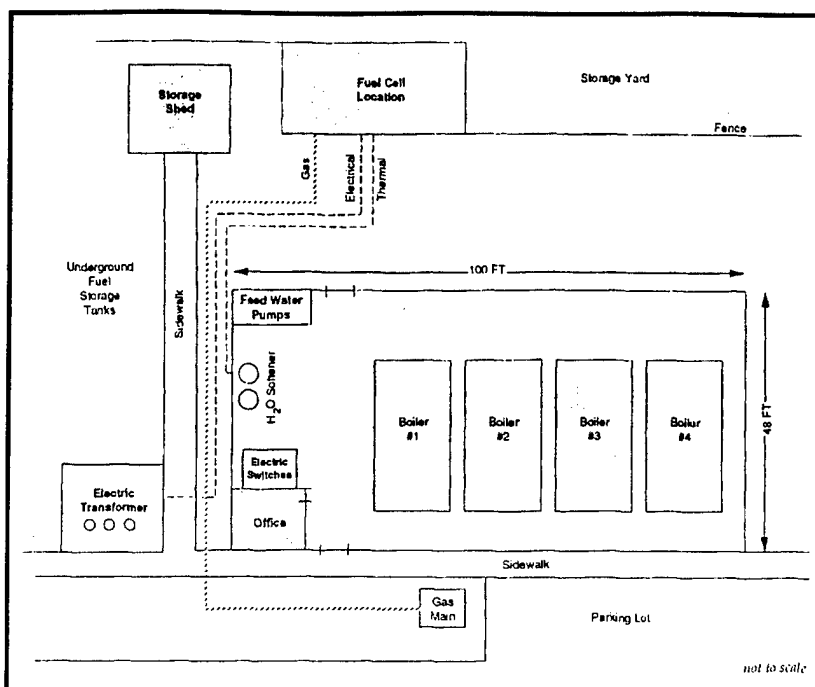 Storage
Shed
Fuel Cell
Location
Storage Yard
Fence
Gas
Electrical
Thermal
100 FT
Underground
Fuel
Storage
Tanks
Sidewalk
Feed Water
Pumps
H2O Softener
Boiler
#1
Boiler
#2
Boiler
#3
Boiler
#4
48 FT
Electric
Switches
Electric
Transformer
Office
Sidewalk
Gas
Main
Parking Lot
not to scale